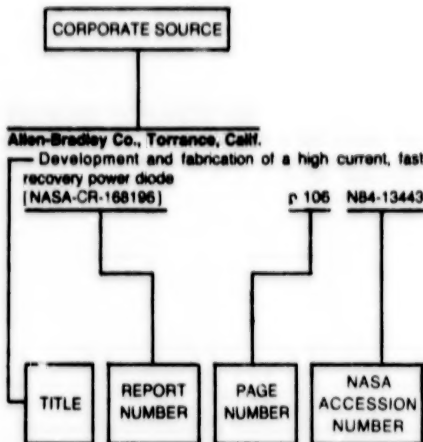 CORPORATE SOURCE
Allen-Bradley Co., Torrance, Calif.
Development and fabrication of a high current, fast
recovery power diode
[NASA-CR-168196] p 106 N84-13443
TITLE
REPORT
NUMBER
PAGE
NUMBER
NASA
ACCESSION
NUMBER